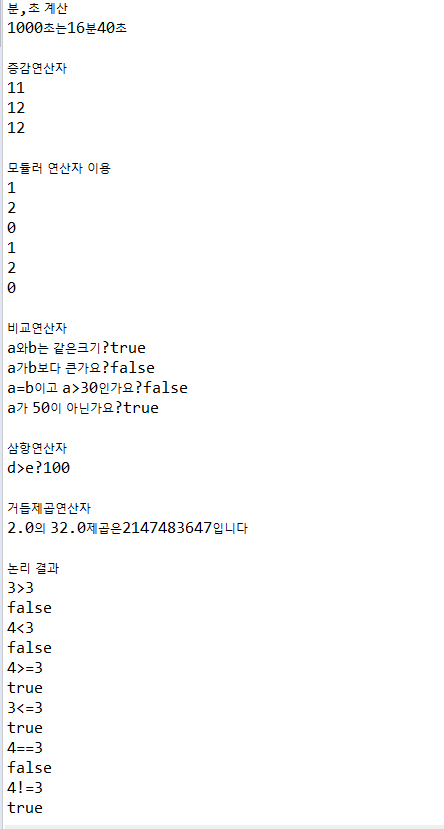 분,초 계산
1000초는16분40초
증감연산자
11
12
12
모듈러 연산자 이용
1
2
0
1
2
0
비교연산자
a와b는 같은크기?true
a가b보다 큰가요?false
a=b이고 a>30인가요?false
a가 50이 아닌가요?true
삼항연산자
d>e?100
거듭제곱연산자
2.0의 32.0제곱은2147483647입니다
논리 결과
3>3
false
4<3
false
4>=3
true
3<=3
true
4==3
false
4!=3
true